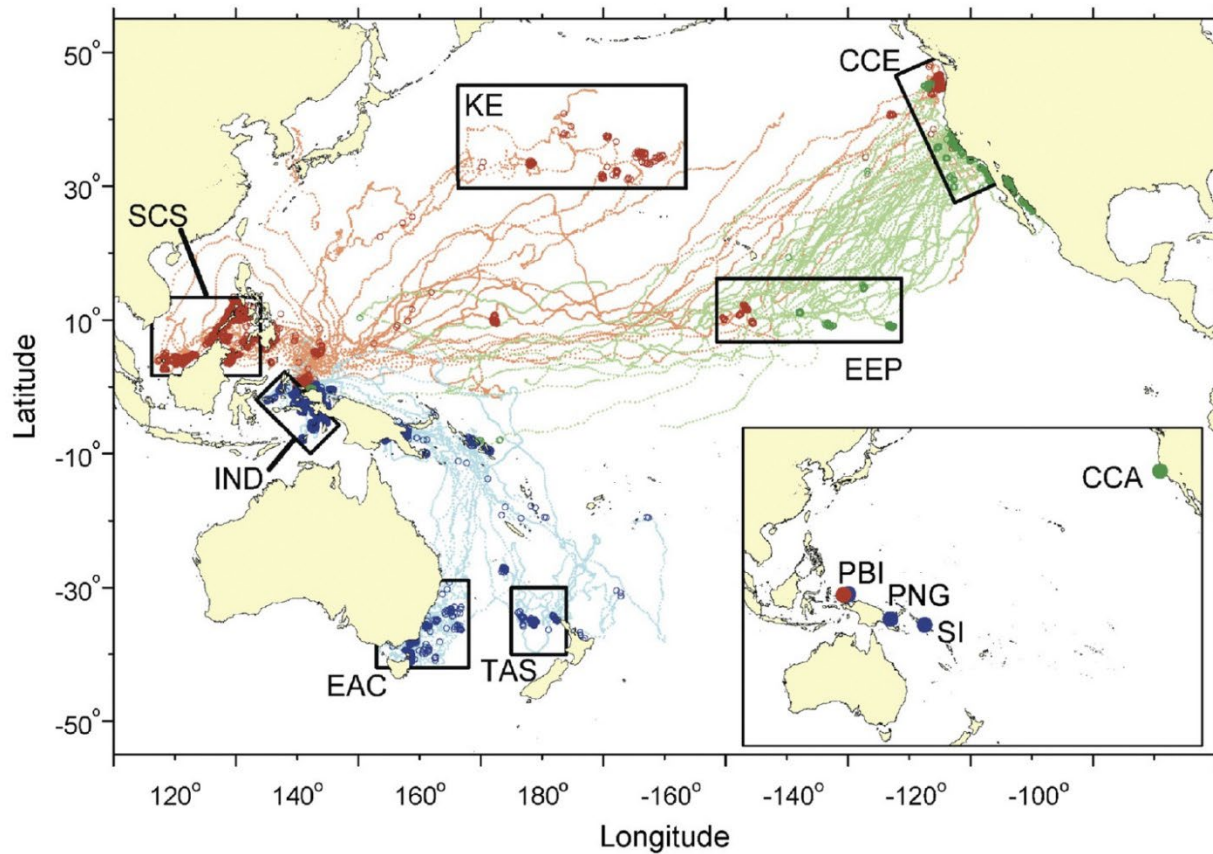 50°
30°
10°
-10°
-30°
-50°
Latitude
KE
CCE
SCS
EEP
IND
EAC
TAS
CCA
PBI
PNG
SI
120° 140° 160° 180° -160° -140° -120° -100°
Longitude